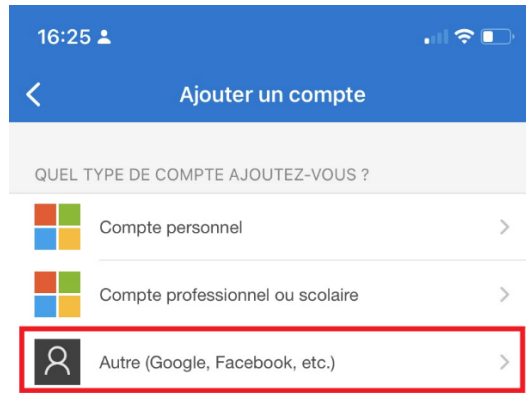 16:25
Ajouter un compte
QUEL TYPE DE COMPTE AJOUTEZ-VOUS ?
Compte personnel
Compte professionnel ou scolaire
Autre (Google, Facebook, etc.)